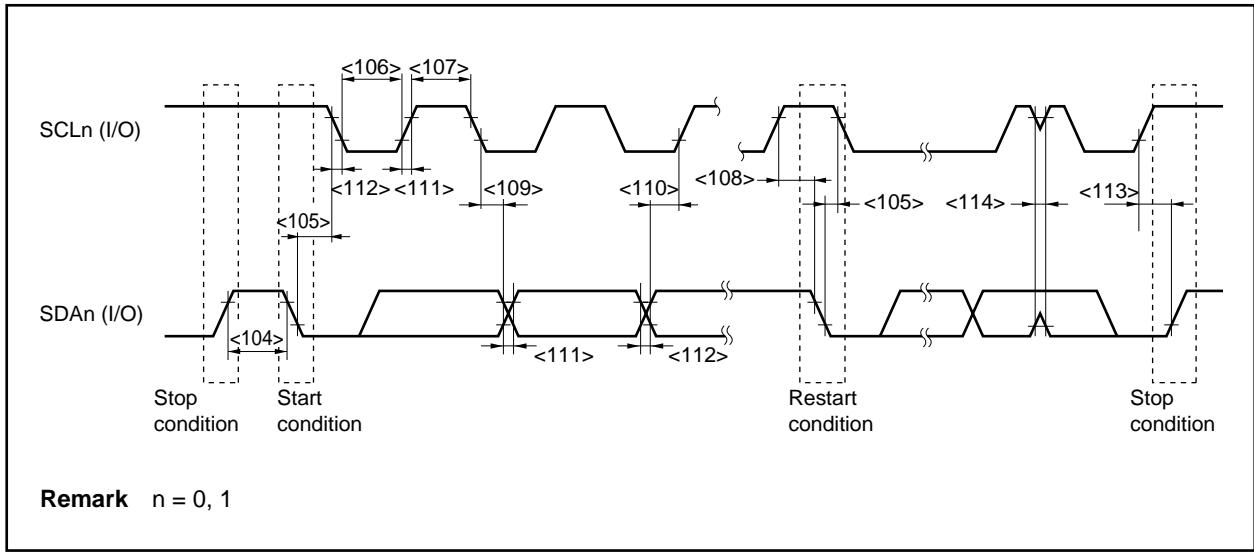 <106> <107>
SCLn (I/O)
<112> <111> <109> <110> <108> <105> <114> <113>
<105>
SDAn (I/O)
<104> <111> <112>
Stop condition
Start condition
Restart condition
Stop condition
Remark n = 0, 1